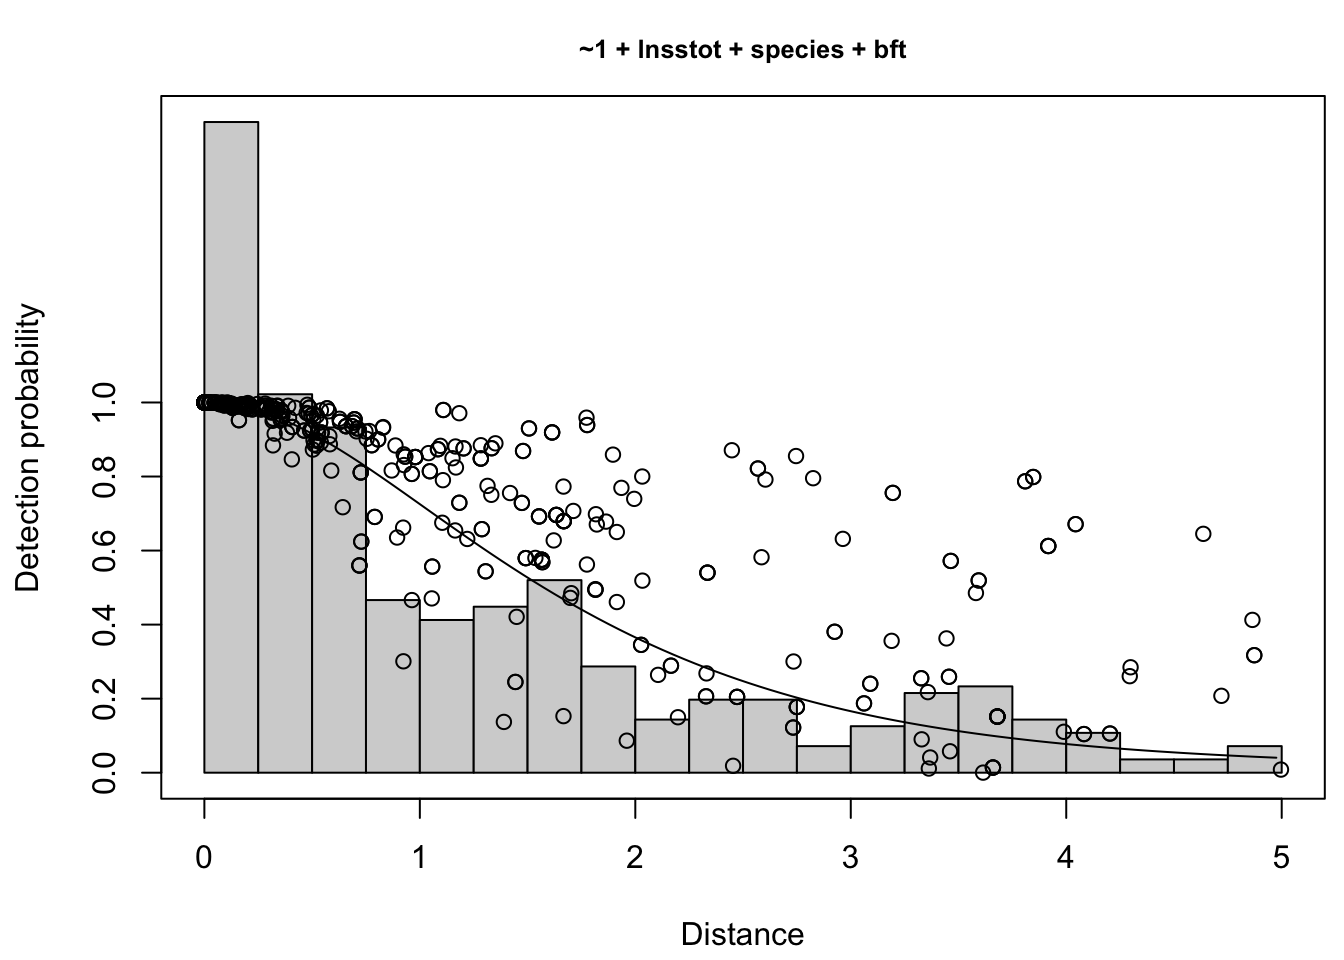 ~1 + lnsstot + species + bft
Detection probability
1.0
0.8
0.6
0.4
0.2
0.0
0 1 2 3 4 5
Distance